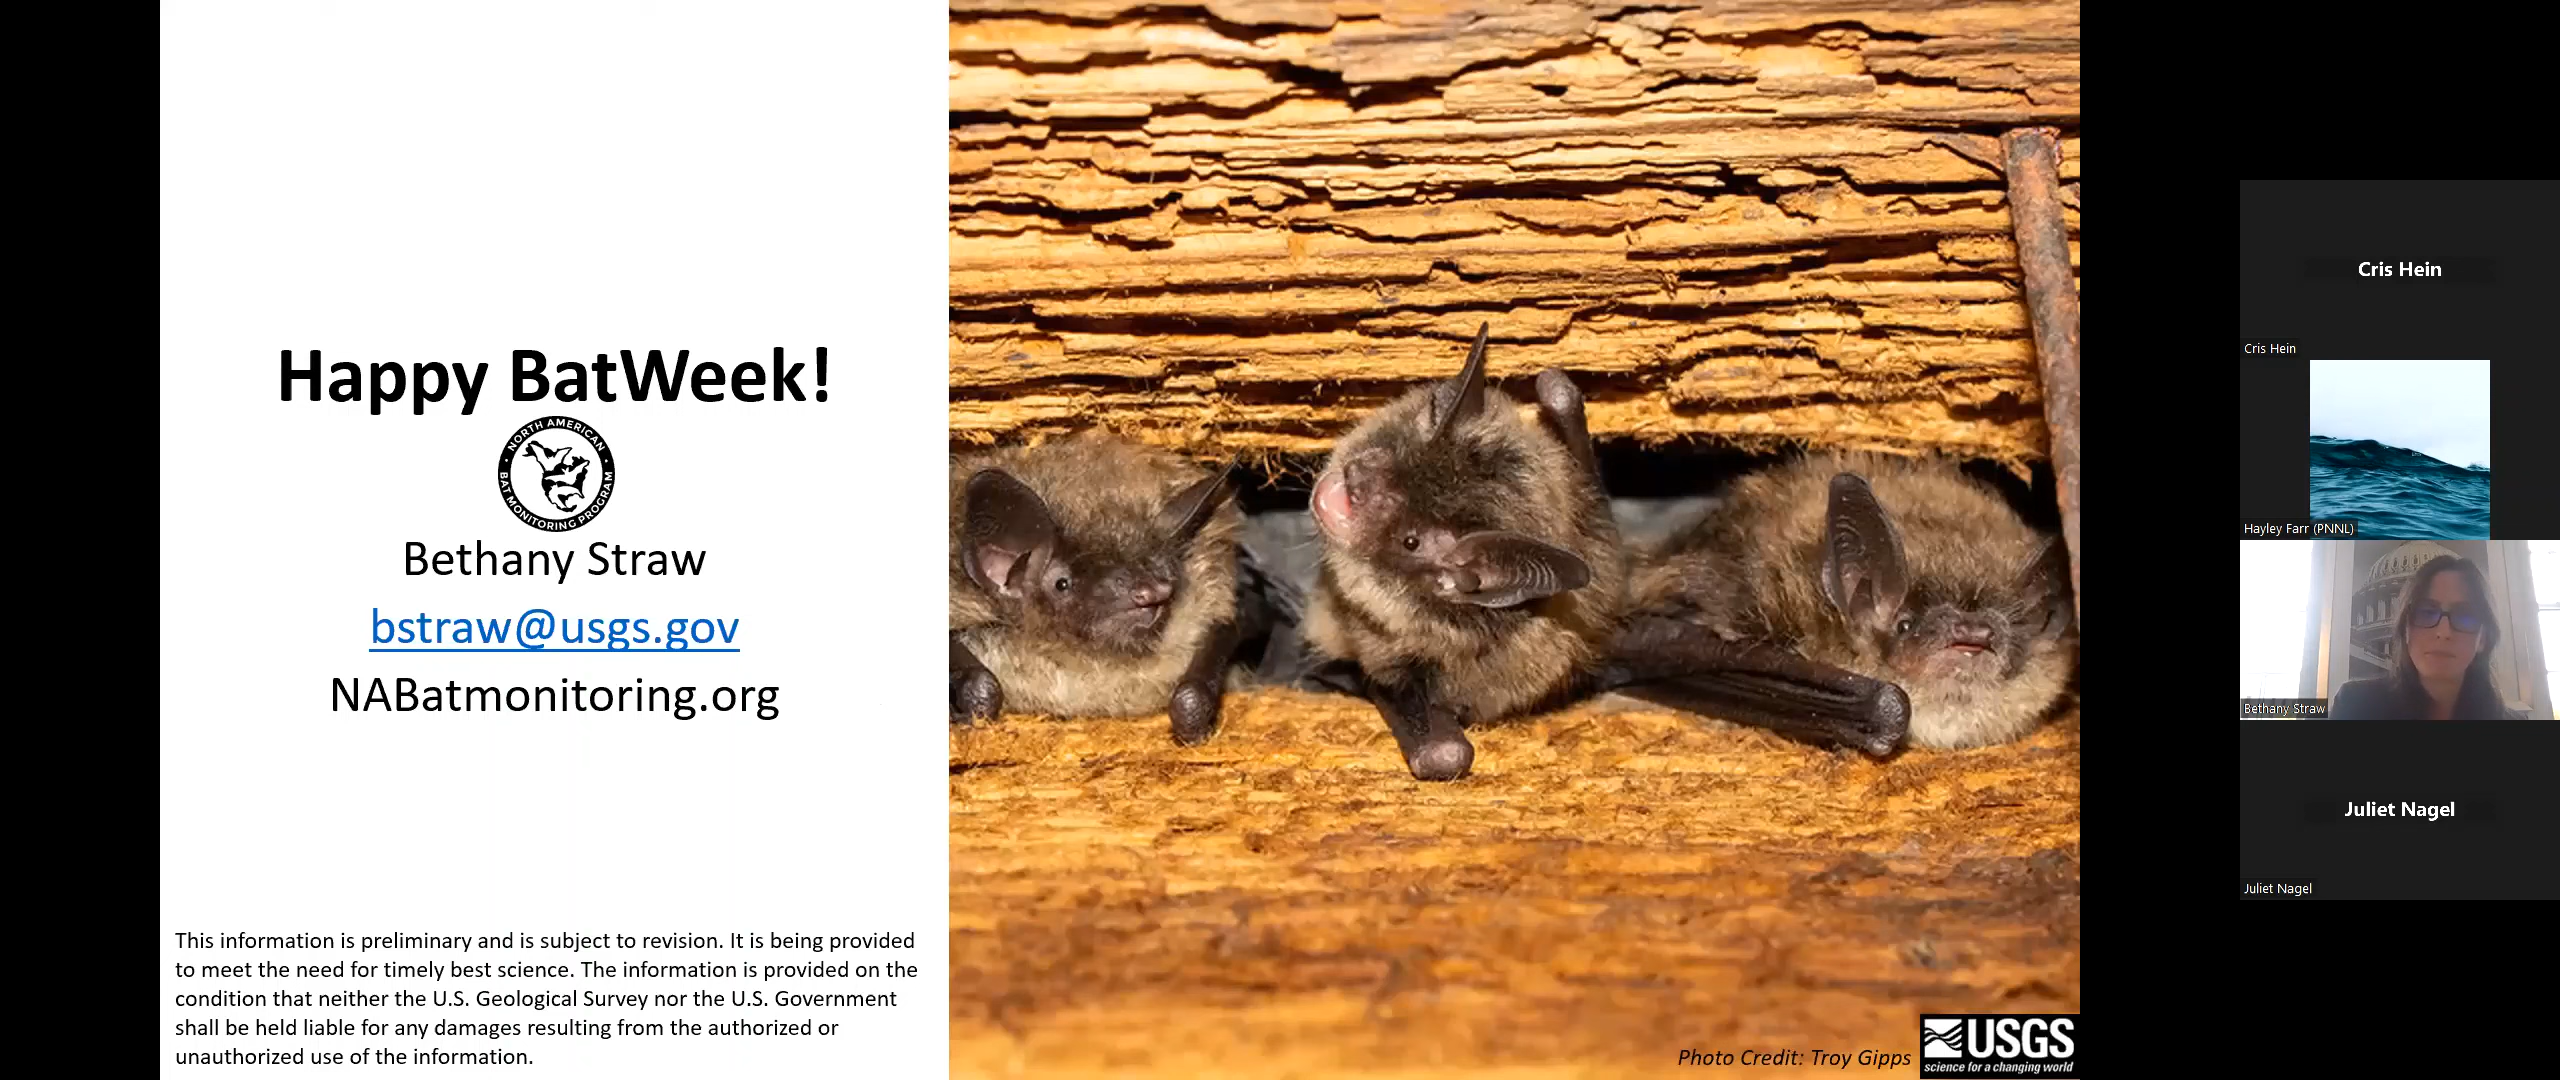 Happy BatWeek!
NORTH AMERICAN
BAT MONITORING PROGRAM
Bethany Straw
bstraw@usgs.gov
NABatmonitoring.org
This information is preliminary and is subject to revision. It is being provided
to meet the need for timely best science. The information is provided on the
condition that neither the U.S. Geological Survey nor the U.S. Government
shall be held liable for any damages resulting from the authorized or
unauthorized use of the information.
Photo Credit: Troy Gipps
USGS
science for a changing world
Cris Hein
Cris Hein
Hayley Farr (PNNL)
Bethany Straw
Juliet Nagel
Juliet Nagel